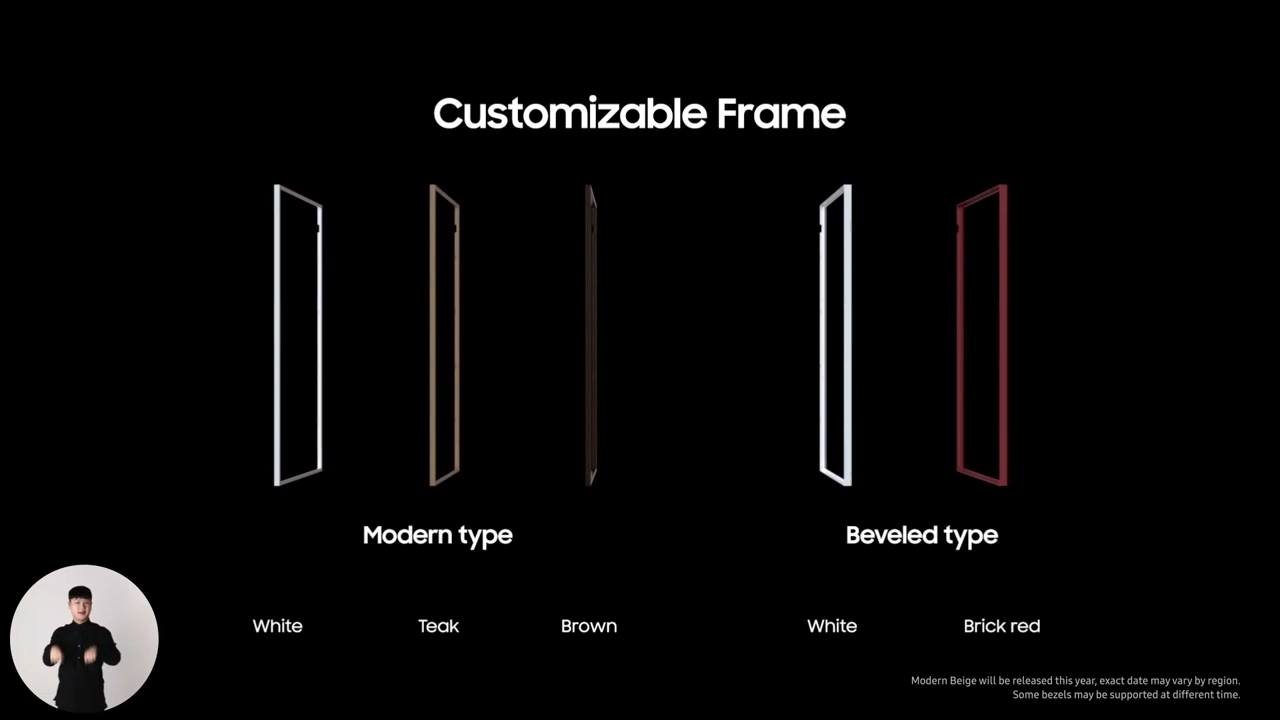 Customizable Frame
Modern type
Beveled type
White
Teak
Brown
White
Brick red
Modern Beige will be released this year, exact date may vary by region.
Some bezels may be supported at different time.